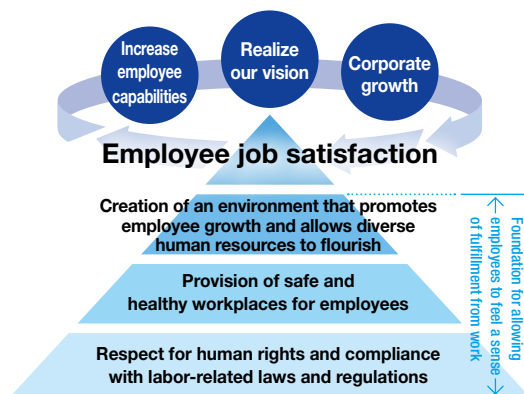 Increase
employee
capabilities
Realize
our vision
Corporate
growth
Employee job satisfaction
Creation of an environment that promotes
employee growth and allows diverse
human resources to flourish
Provision of safe and
healthy workplaces for employees
Respect for human rights and compliance
with labor-related laws and regulations
Foundation for allowing
employees to feel a sense
of fulfillment from work